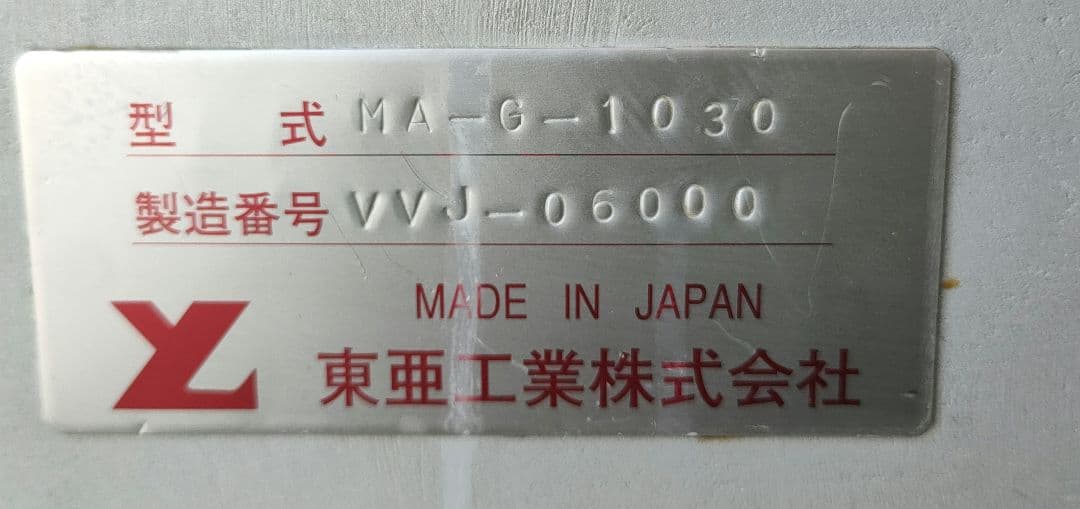 型 式 MA-G-1030
製造番号 VVJ-06000
MADE IN JAPAN
東亜工業株式会社